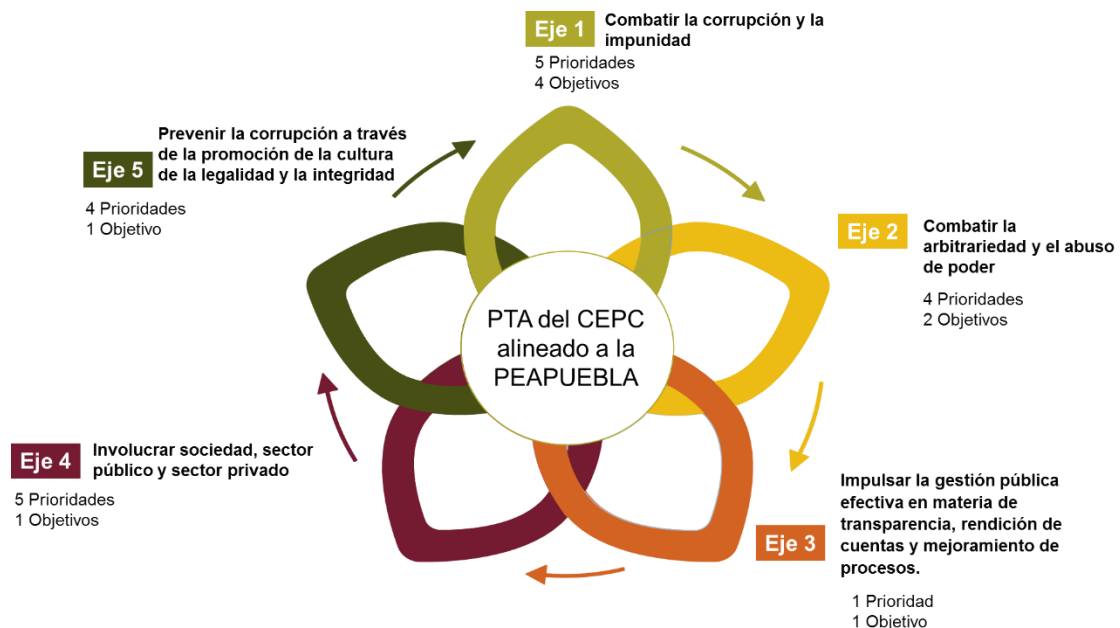 Eje 1
Combatir la corrupción y la
impunidad
5 Prioridades
4 Objetivos
Eje 5
Prevenir la corrupción a través
de la promoción de la cultura
de la legalidad y la integridad
4 Prioridades
1 Objetivo
Eje 2
Combatir la
arbitrariedad y el abuso
de poder
4 Prioridades
2 Objetivos
PTA del CEPC
alineado a la
PEAPUEBLA
Eje 4
Involucrar sociedad, sector
público y sector privado
5 Prioridades
1 Objetivos
Eje 3
Impulsar la gestión pública
efectiva en materia de
transparencia, rendición de
cuentas y mejoramiento de
procesos.
1 Prioridad
1 Objetivo